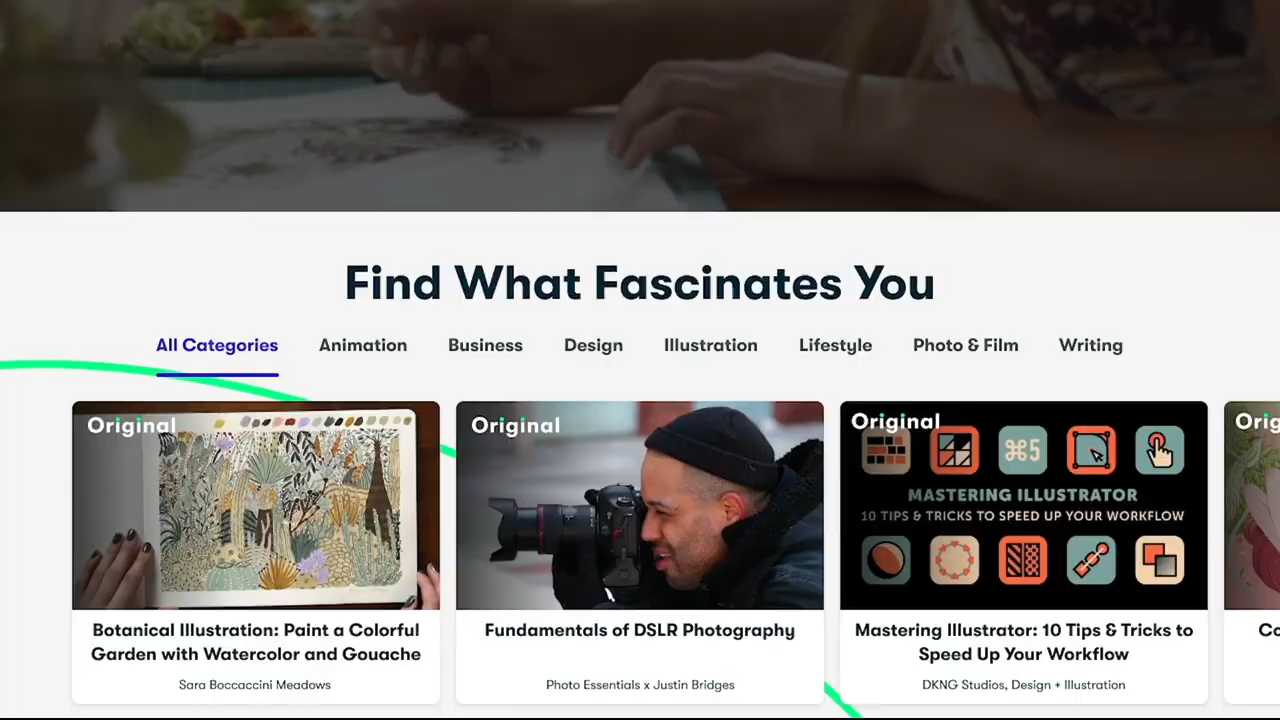 Find What Fascinates You
All Categories Animation Business Design Illustration Lifestyle Photo & Film Writing
Original
Original
Original
⌘5
MASTERING ILLUSTRATOR
10 TIPS & TRICKS TO SPEED UP YOUR WORKFLOW
Orig
Botanical Illustration: Paint a Colorful
Garden with Watercolor and Gouache
Sara Boccaccini Meadows
Fundamentals of DSLR Photography
Photo Essentials x Justin Bridges
Mastering Illustrator: 10 Tips & Tricks to
Speed Up Your Workflow
DKNG Studios, Design + Illustration
Co